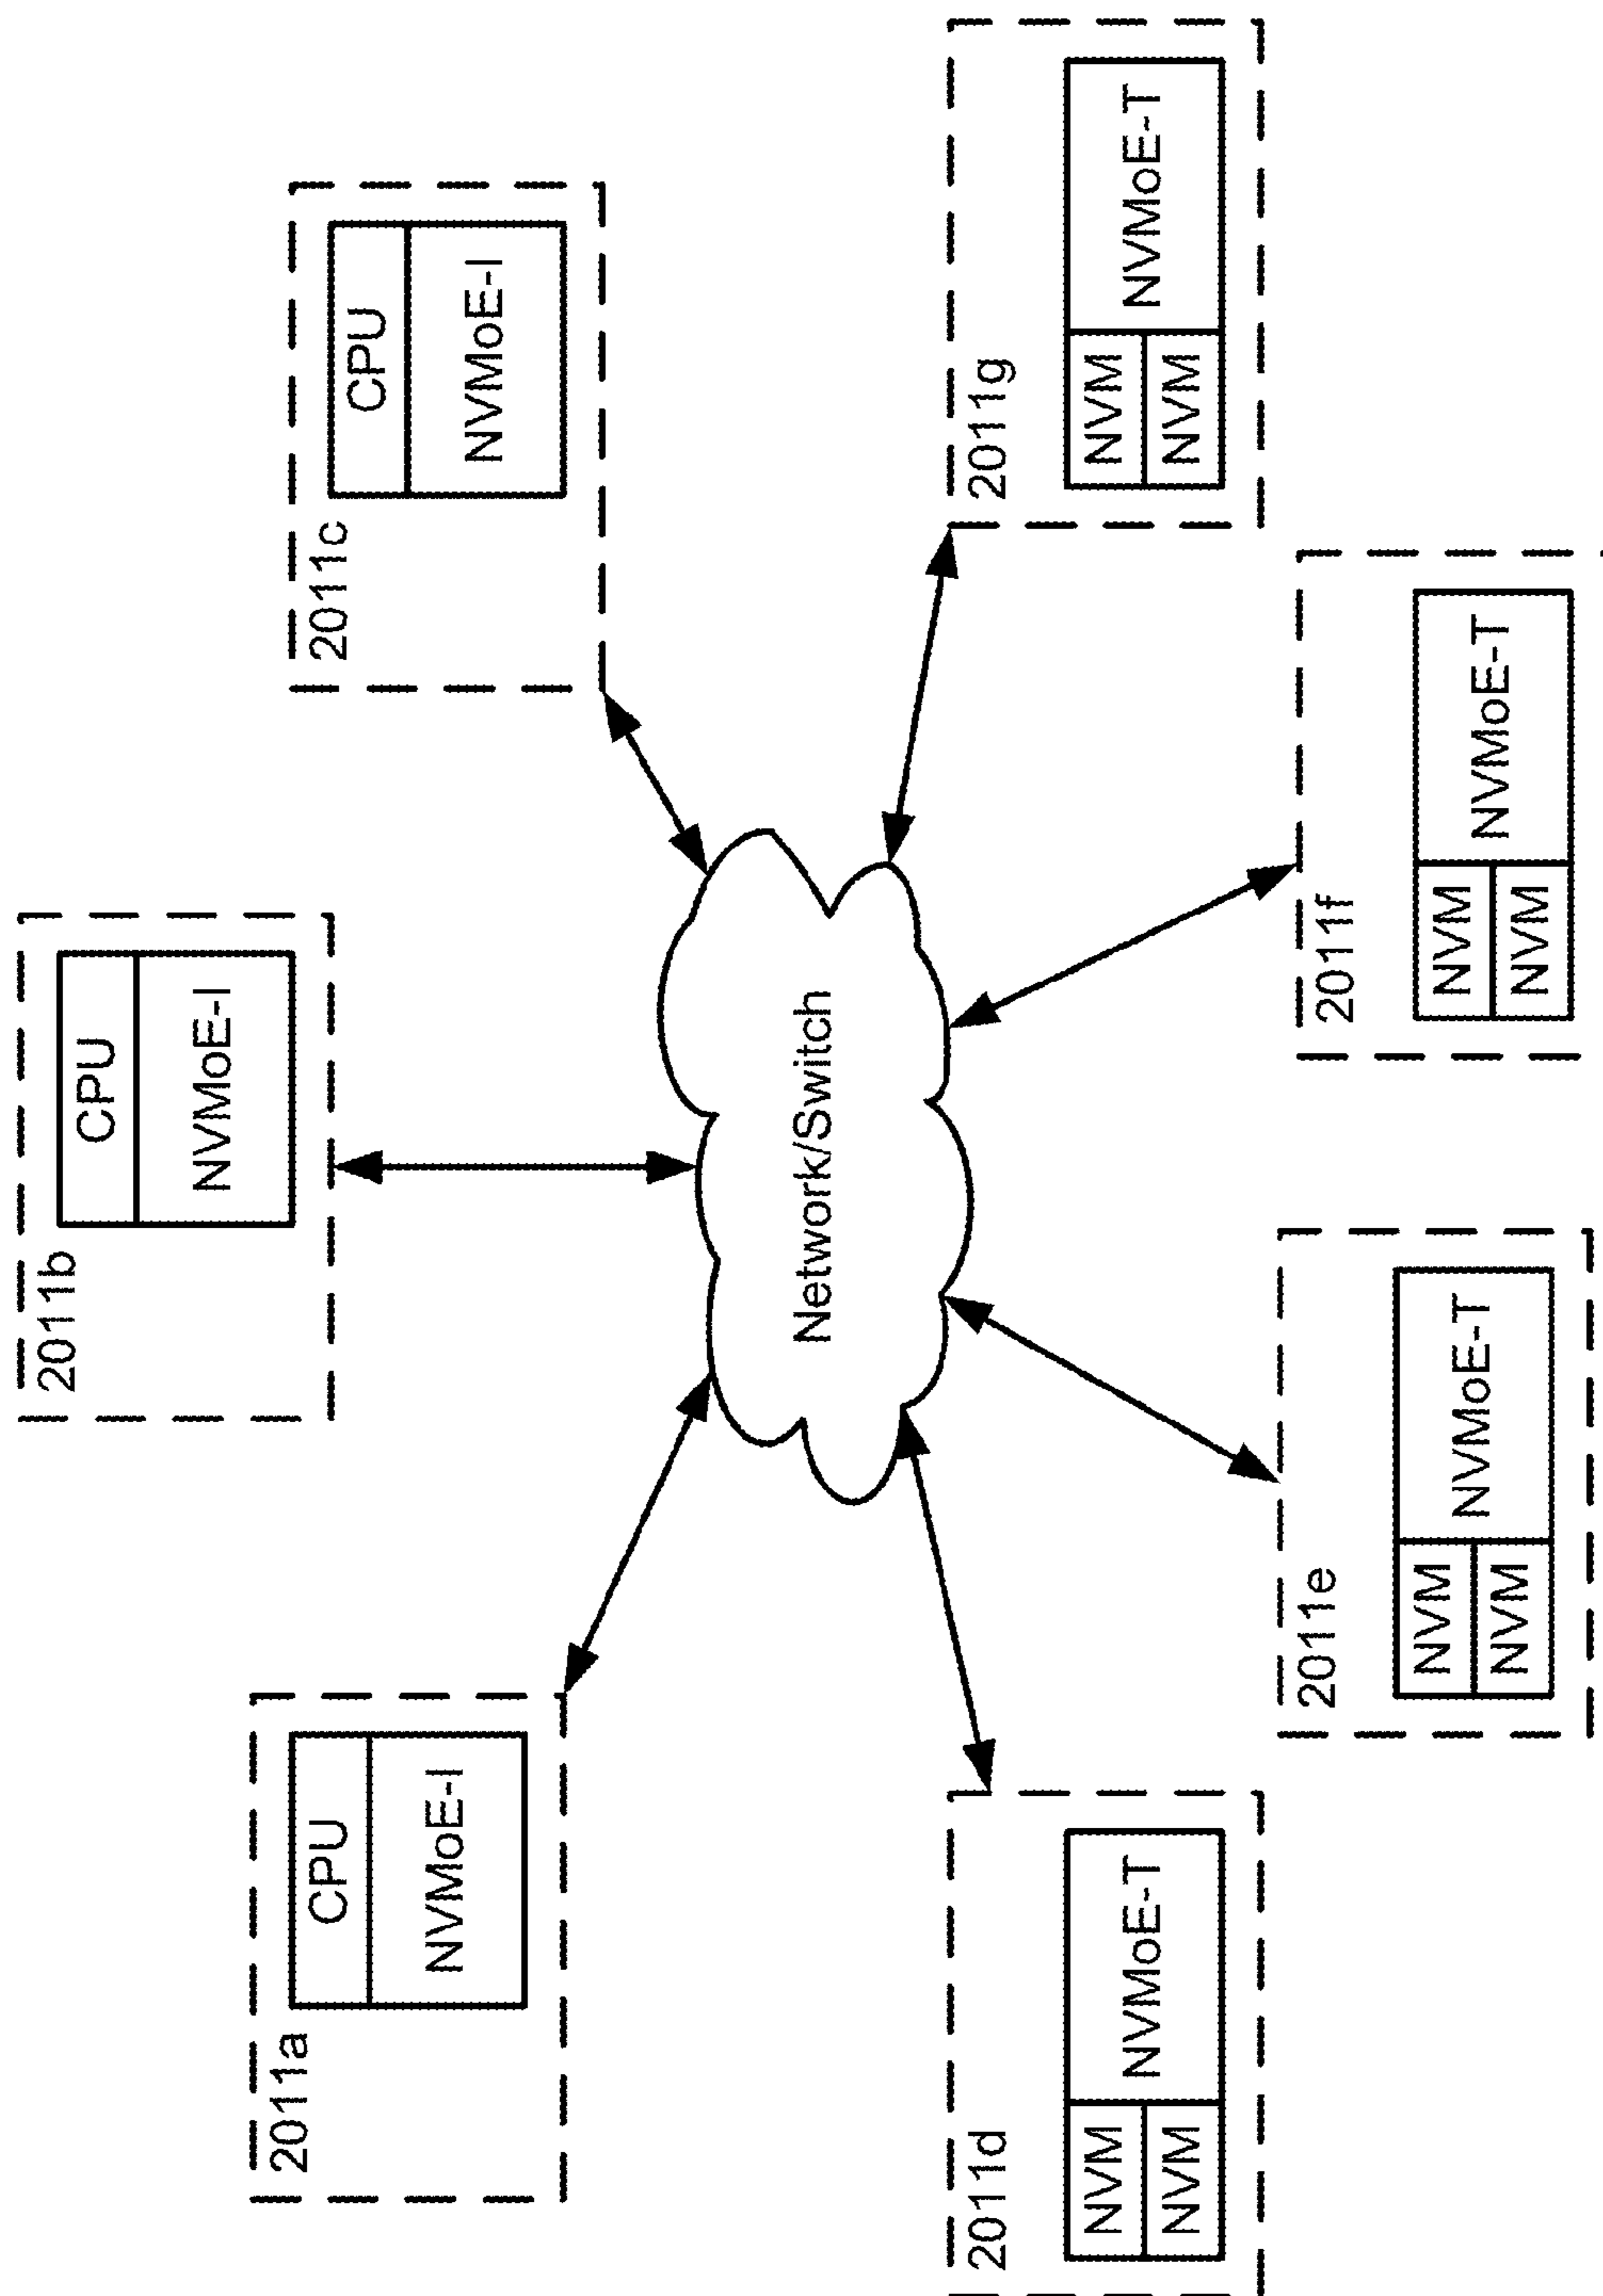 2011a
CPU
NVMoE-I
2011b
CPU
NVMoE-I
2011c
CPU
NVMoE-I
Network/Switch
2011d
NVM
NVM
NVMoE-T
2011e
NVM
NVM
NVMoE-T
2011f
NVM
NVM
NVMoE-T
2011g
NVM
NVM
NVMoE-T